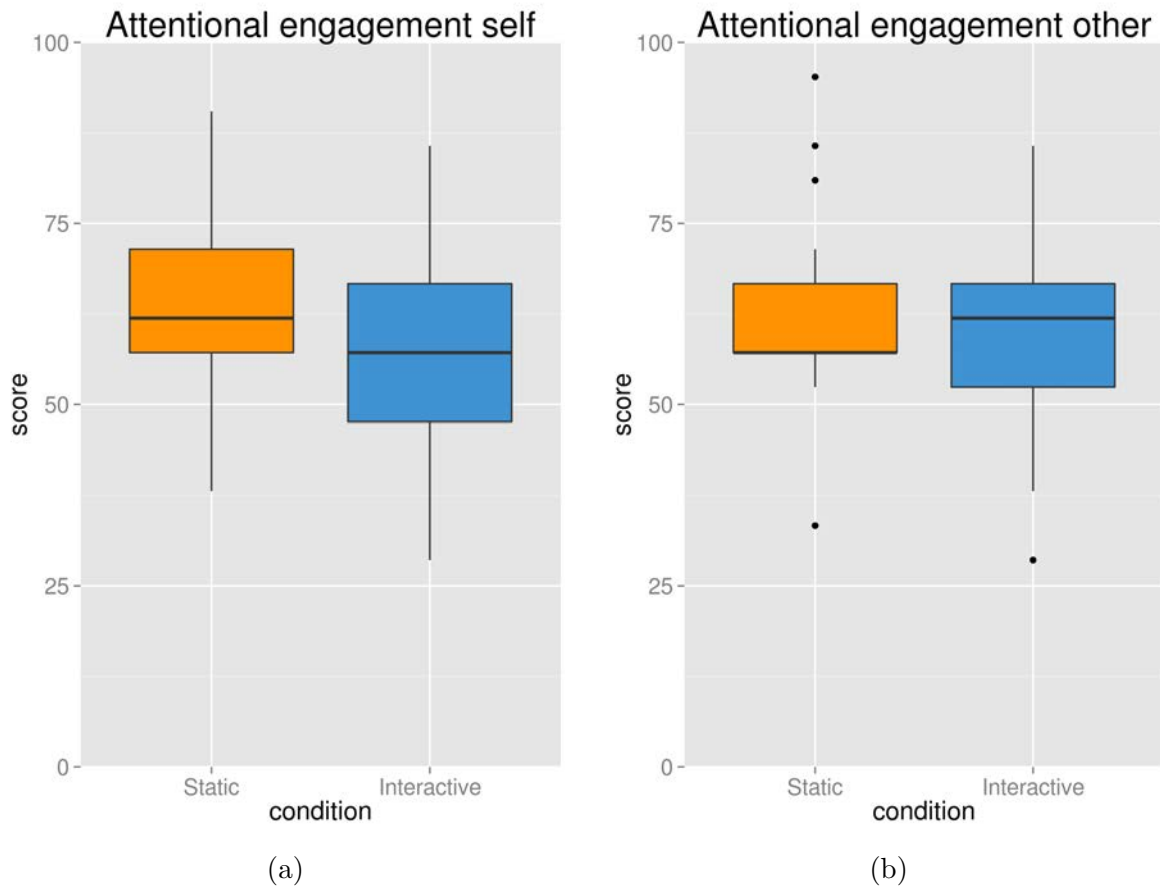 Attentional engagement self
100
75
50
25
0
score
Static Interactive
condition
(a)
Attentional engagement other
100
75
50
25
0
score
Static Interactive
condition
(b)